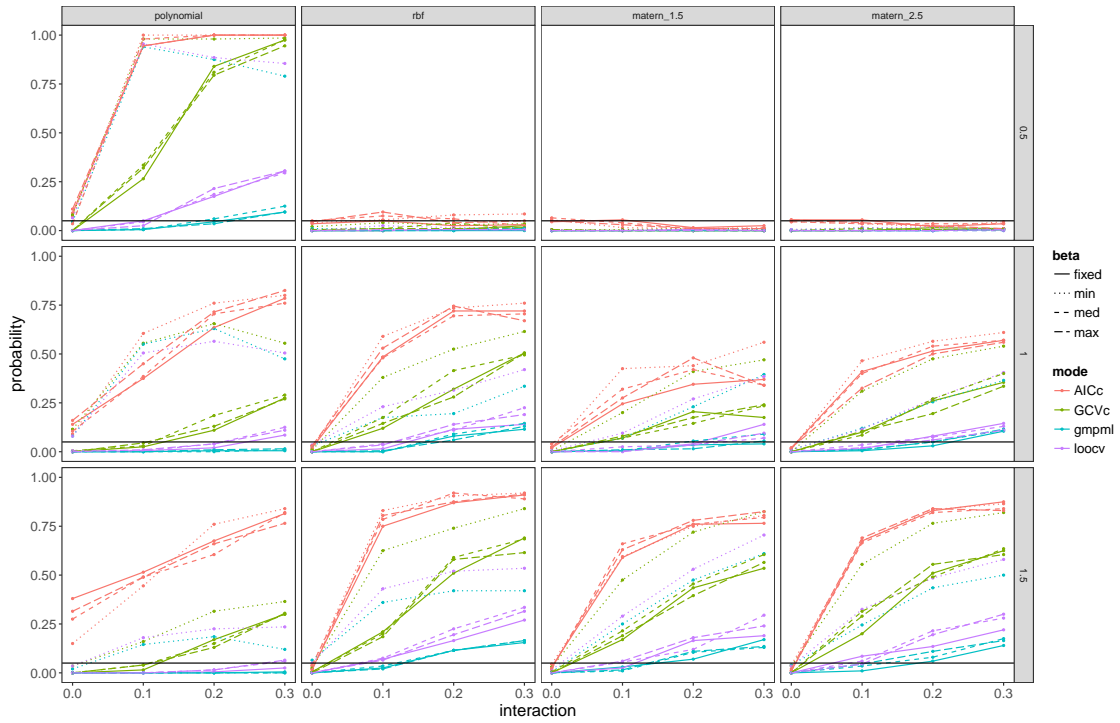 polynomial rbf matern_1.5 matern_2.5
1.00
0.75
0.50
0.25
0.00
0.5
1.00
0.75
0.50
0.25
0.00
1
1.00
0.75
0.50
0.25
0.00
1.5
probability
0.0 0.1 0.2 0.3 0.0 0.1 0.2 0.3 0.0 0.1 0.2 0.3 0.0 0.1 0.2 0.3
interaction
beta
fixed
min
med
max
mode
AICc
GCVc
gmpml
loocv